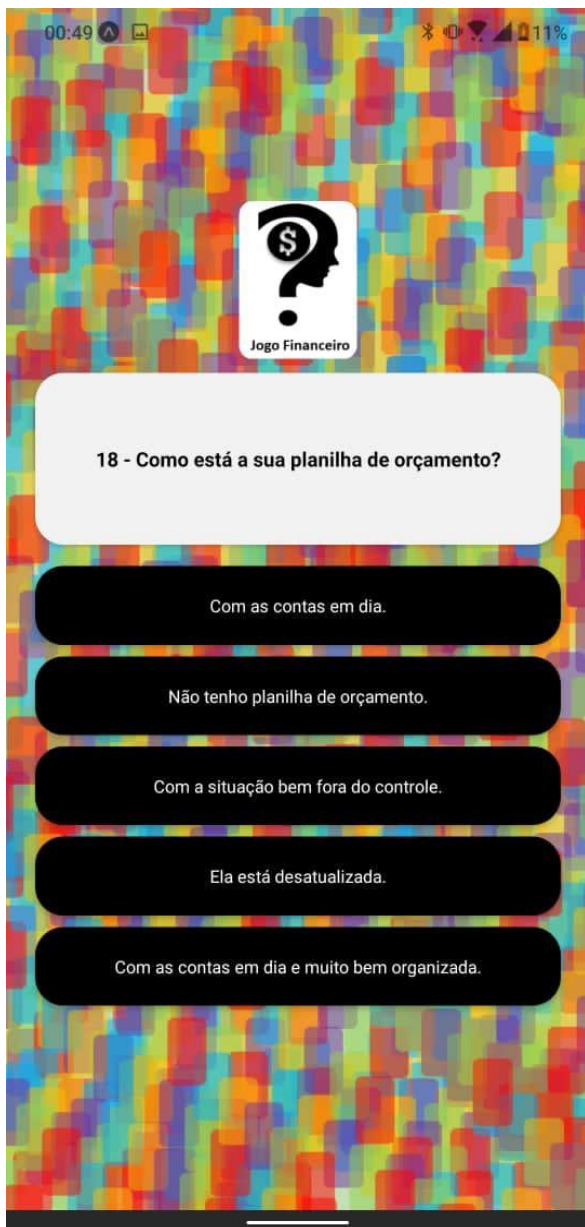 00:49 11%
$
Jogo Financeiro
18 - Como está a sua planilha de orçamento?
Com as contas em dia.
Não tenho planilha de orçamento.
Com a situação bem fora do controle.
Ela está desatualizada.
Com as contas em dia e muito bem organizada.